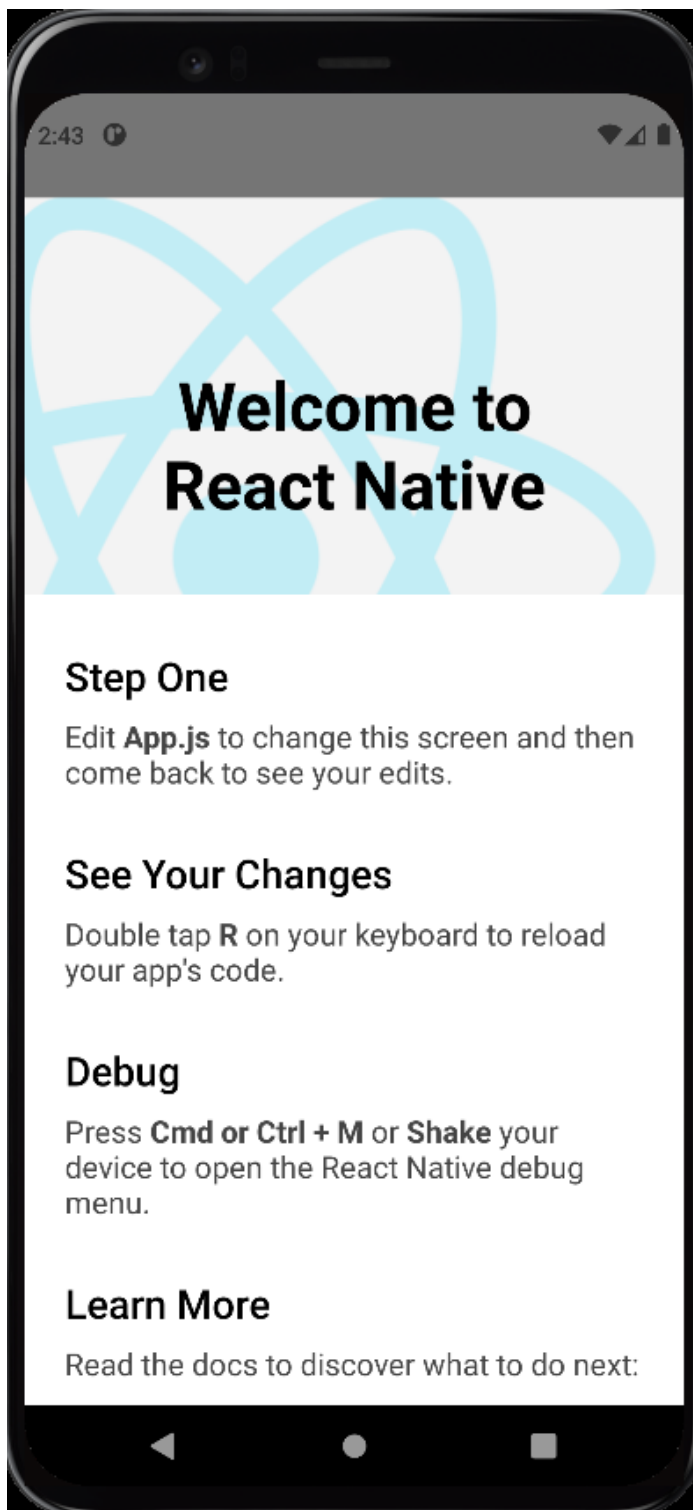 2:43
Welcome to
React Native
Step One
Edit App.js to change this screen and then
come back to see your edits.
See Your Changes
Double tap R on your keyboard to reload
your app's code.
Debug
Press Cmd or Ctrl + M or Shake your
device to open the React Native debug
menu.
Learn More
Read the docs to discover what to do next: